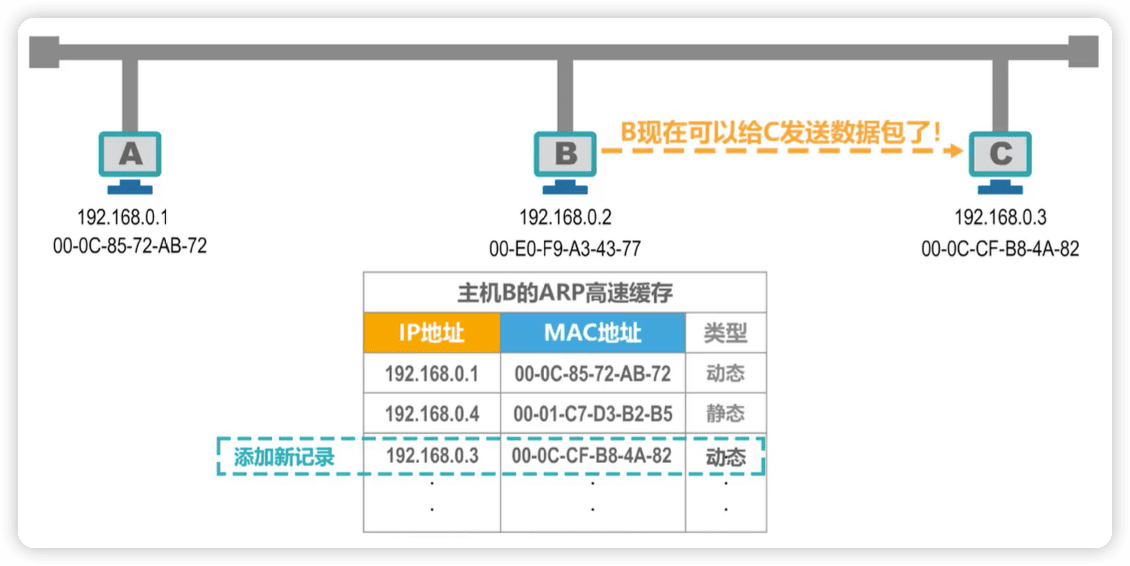 B现在可以给C发送数据包了!
A
B
C
192.168.0.1
192.168.0.2
192.168.0.3
00-0C-85-72-AB-72
00-E0-F9-A3-43-77
00-0C-CF-B8-4A-82
主机B的ARP高速缓存
IP地址 MAC地址 类型
192.168.0.1 00-0C-85-72-AB-72 动态
192.168.0.4 00-01-C7-D3-B2-B5 静态
添加新记录 192.168.0.3 00-0C-CF-B8-4A-82 动态